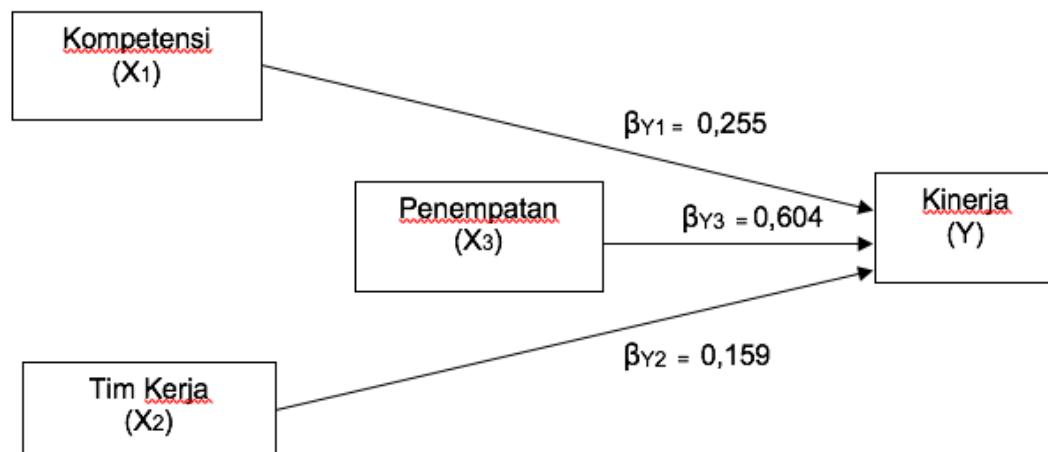 Kompetensi
(X1)
βY1 = 0,255
Penempatan
(X3)
βY3 = 0,604
Kinerja
(Y)
Tim Kerja
(X2)
βY2 = 0,159